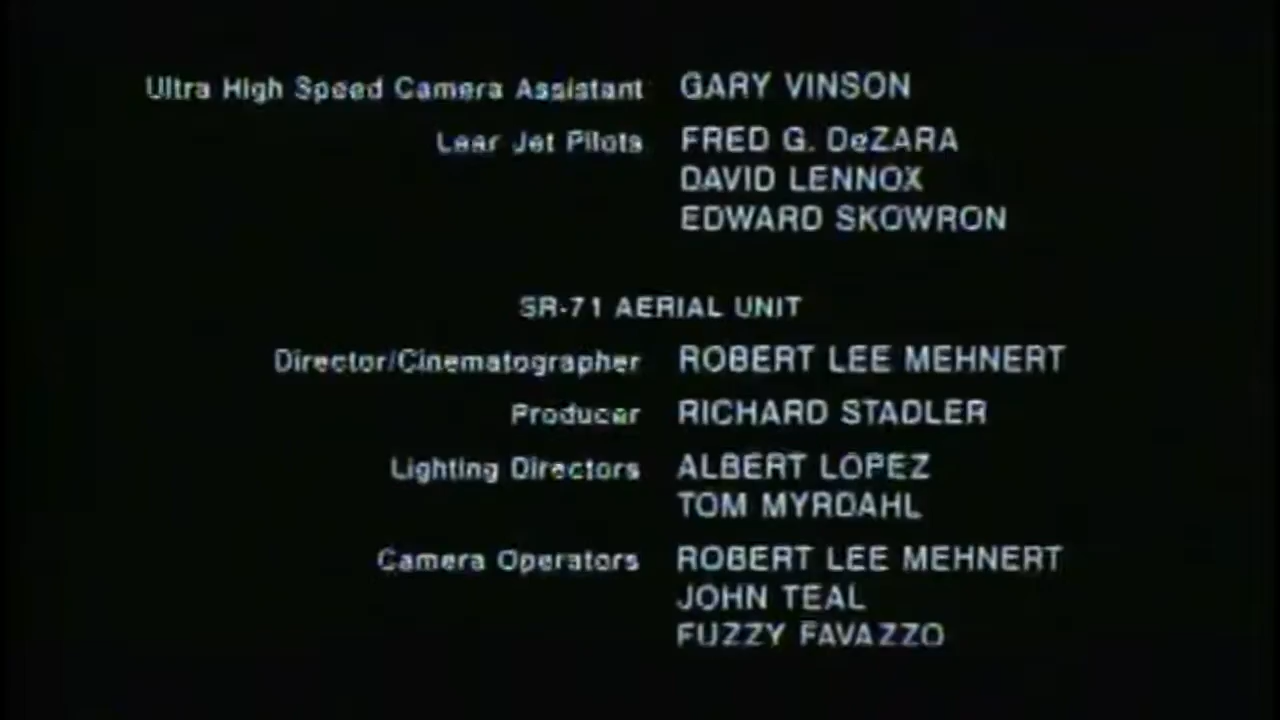 Ultra High Speed Camera Assistant GARY VINSON
Lear Jet Pilots FRED G. DeZARA
DAVID LENNOX
EDWARD SKOWRON
SR-71 AERIAL UNIT
Director/Cinematographer ROBERT LEE MEHNERT
Producer RICHARD STADLER
Lighting Directors ALBERT LOPEZ
TOM MYRDAHL
Camera Operators ROBERT LEE MEHNERT
JOHN TEAL
FUZZY FAVAZZO